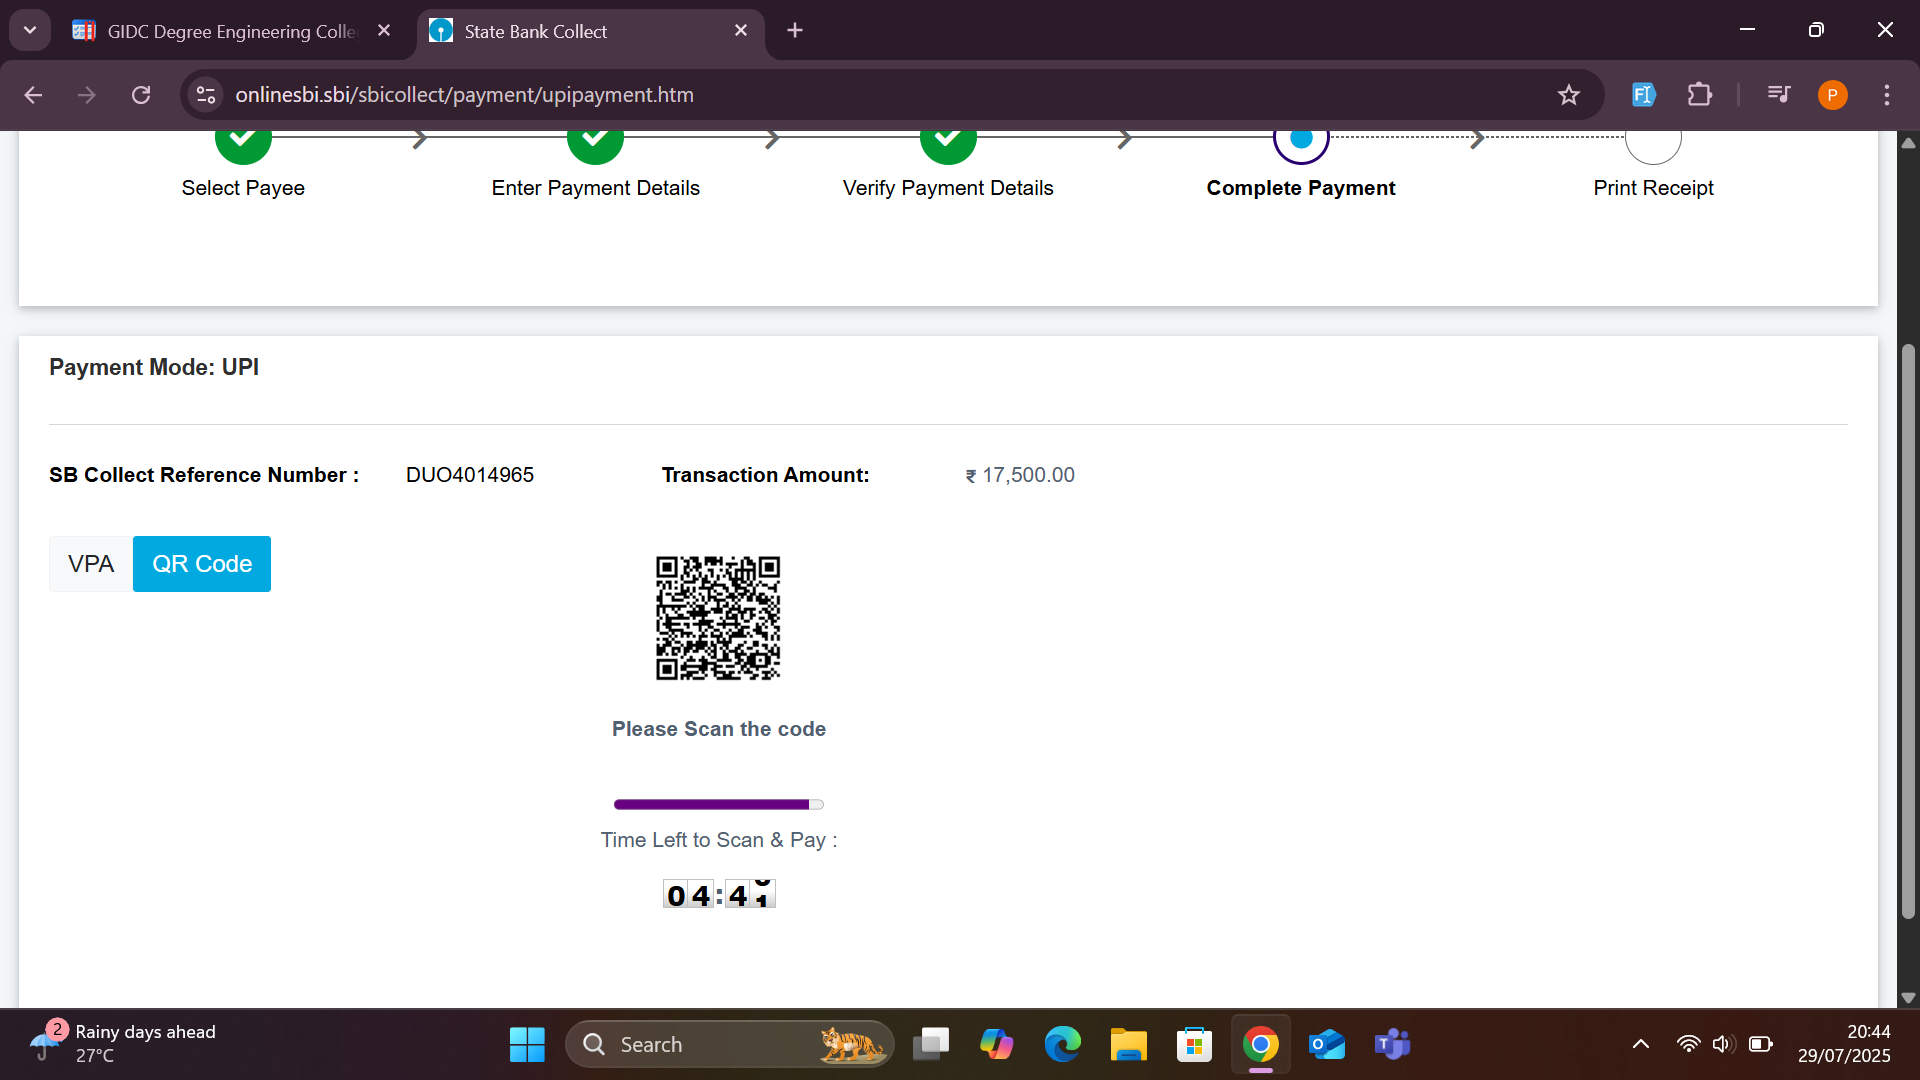 GIDC Degree Engineering Colle
State Bank Collect
onlinesbi.sbi/sbicollect/payment/upipayment.htm
P
Select Payee
Enter Payment Details
Verify Payment Details
Complete Payment
Print Receipt
Payment Mode: UPI
SB Collect Reference Number :
DUO4014965
Transaction Amount:
₹ 17,500.00
VPA
QR Code
Please Scan the code
Time Left to Scan & Pay :
04:4
2
Rainy days ahead
27°C
Search
20:44
29/07/2025